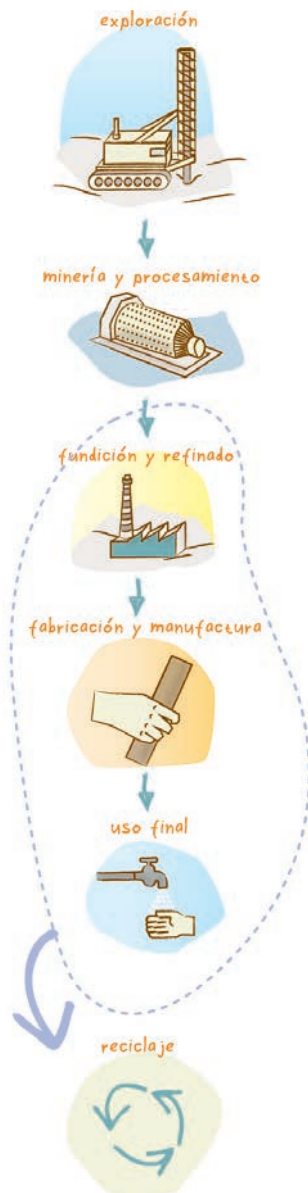 exploración
minería y procesamiento
fundición y refinado
fabricación y manufactura
uso final
reciclaje